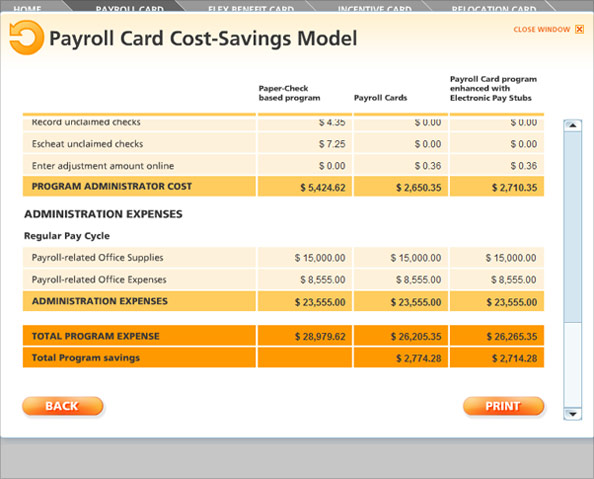 HOME PAYROLL CARD FLEX BENEFIT CARD INCENTIVE CARD RELOCATION CARD
CLOSE WINDOW
Payroll Card Cost-Savings Model
Paper-Check
based program
Payroll Cards
Payroll Card program
enhanced with
Electronic Pay Stubs
Record unclaimed checks $ 4.35 $ 0.00 $ 0.00
Escheat unclaimed checks $ 7.25 $ 0.00 $ 0.00
Enter adjustment amount online $ 0.00 $ 0.36 $ 0.36
PROGRAM ADMINISTRATOR COST $ 5,424.62 $ 2,650.35 $ 2,710.35
ADMINISTRATION EXPENSES
Regular Pay Cycle
Payroll-related Office Supplies $ 15,000.00 $ 15,000.00 $ 15,000.00
Payroll-related Office Expenses $ 8,555.00 $ 8,555.00 $ 8,555.00
ADMINISTRATION EXPENSES $ 23,555.00 $ 23,555.00 $ 23,555.00
TOTAL PROGRAM EXPENSE $ 28,979.62 $ 26,205.35 $ 26,265.35
Total Program savings $ 2,774.28 $ 2,714.28
BACK PRINT